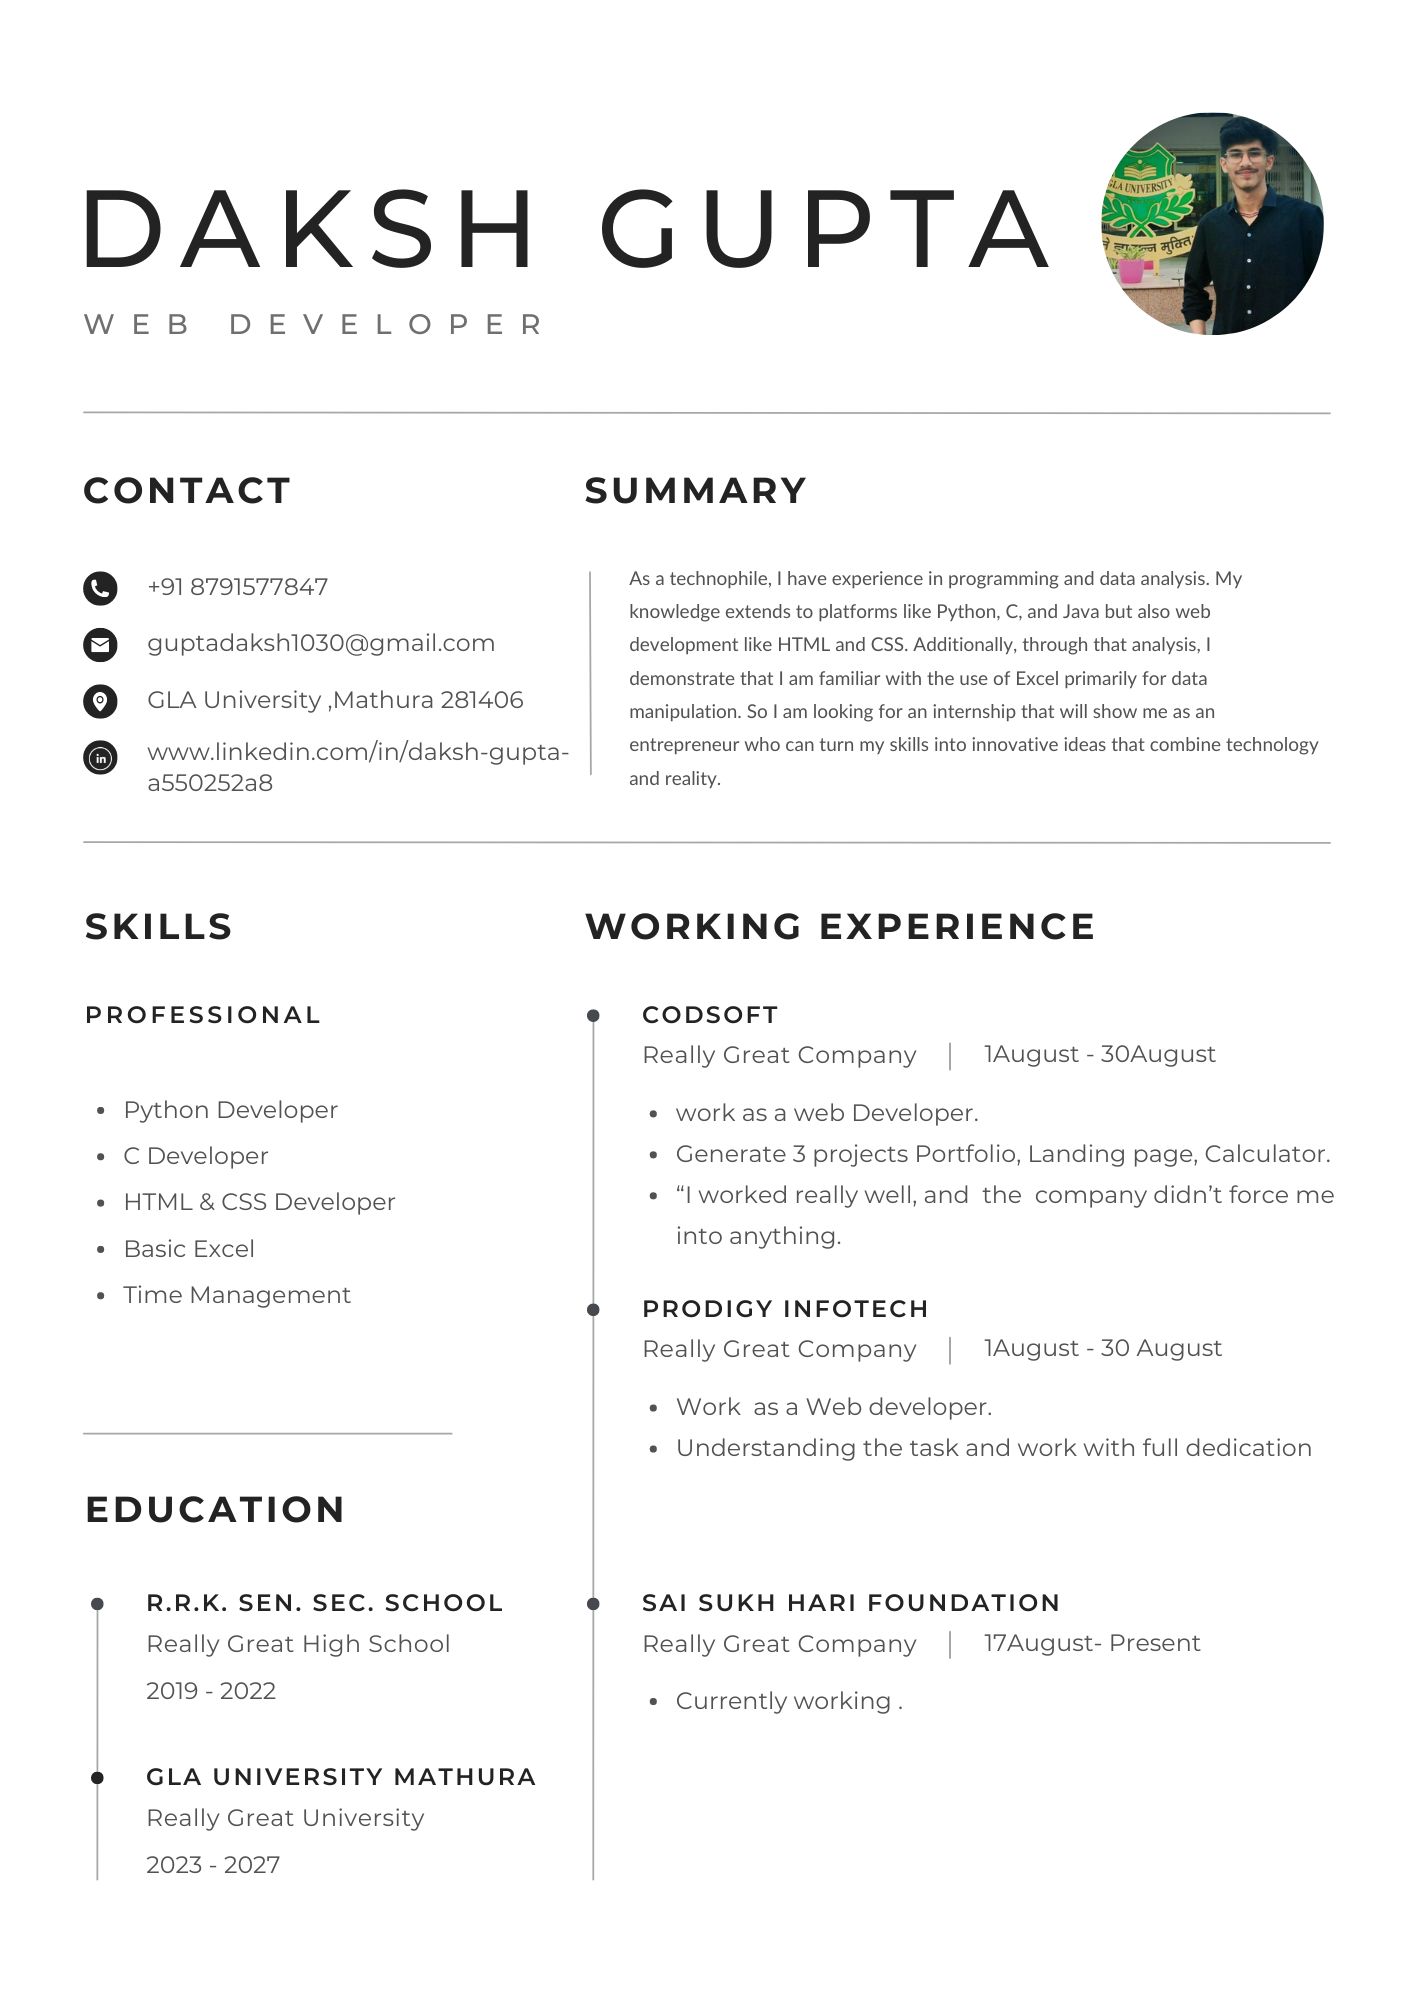 DAKSH GUPTA
WEB DEVELOPER
GLA UNIVERSITY
CONTACT
+91 8791577847
guptadaksh1030@gmail.com
GLA University ,Mathura 281406
www.linkedin.com/in/daksh-gupta-
a550252a8
SUMMARY
As a technophile, I have experience in programming and data analysis. My
knowledge extends to platforms like Python, C, and Java but also web
development like HTML and CSS. Additionally, through that analysis, I
demonstrate that I am familiar with the use of Excel primarily for data
manipulation. So I am looking for an internship that will show me as an
entrepreneur who can turn my skills into innovative ideas that combine technology
and reality.
SKILLS
PROFESSIONAL
• Python Developer
• C Developer
• HTML & CSS Developer
• Basic Excel
• Time Management
EDUCATION
R.R.K. SEN. SEC. SCHOOL
Really Great High School
2019 - 2022
GLA UNIVERSITY MATHURA
Really Great University
2023 - 2027
WORKING EXPERIENCE
CODSOFT
Really Great Company | 1August - 30August
• work as a web Developer.
• Generate 3 projects Portfolio, Landing page, Calculator.
• “I worked really well, and  the  company didn’t force me
into anything.
PRODIGY INFOTECH
Really Great Company | 1August - 30 August
• Work  as a Web developer.
• Understanding the task and work with full dedication
SAI SUKH HARI FOUNDATION
Really Great Company | 17August- Present
• Currently working .